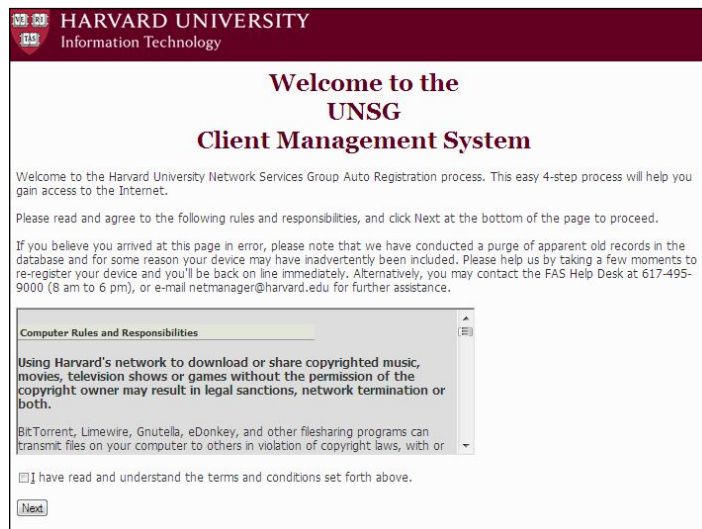 VE RI TAS
HARVARD UNIVERSITY
Information Technology
Welcome to the
UNSG
Client Management System
Welcome to the Harvard University Network Services Group Auto Registration process. This easy 4-step process will help you
gain access to the Internet.
Please read and agree to the following rules and responsibilities, and click Next at the bottom of the page to proceed.
If you believe you arrived at this page in error, please note that we have conducted a purge of apparent old records in the
database and for some reason your device may have inadvertently been included. Please help us by taking a few moments to
re-register your device and you'll be back on line immediately. Alternatively, you may contact the FAS Help Desk at 617-495-
9000 (8 am to 6 pm), or e-mail netmanager@harvard.edu for further assistance.
Computer Rules and Responsibilities
Using Harvard's network to download or share copyrighted music,
movies, television shows or games without the permission of the
copyright owner may result in legal sanctions, network termination or
both.
BitTorrent, Limewire, Gnutella, eDonkey, and other filesharing programs can
transmit files on your computer to others in violation of copyright laws, with or
I have read and understand the terms and conditions set forth above.
Next